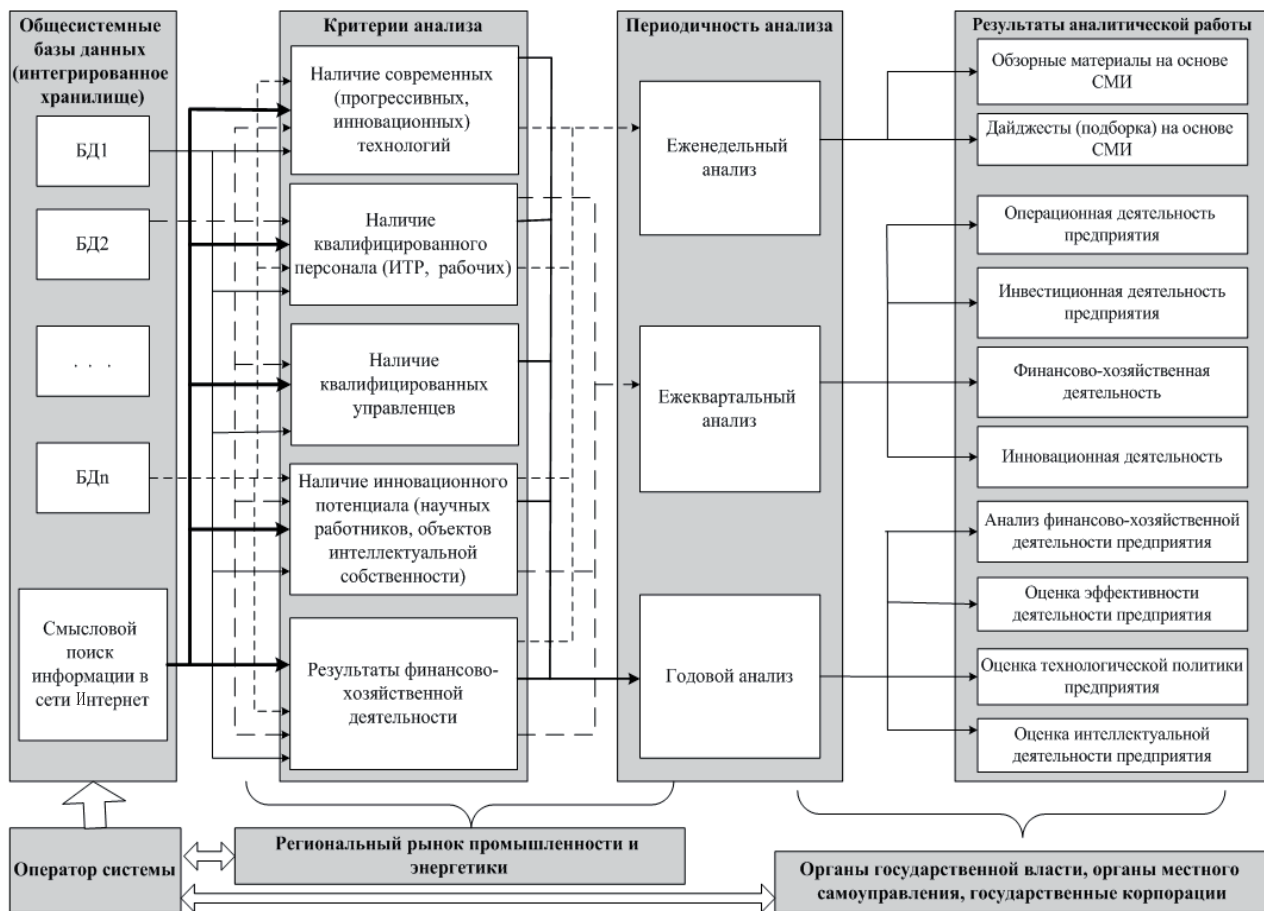 Общесистемные
базы данных
(интегрированное
хранилище)
БД1
БД2
. . .
БДn
Смысловой
поиск
информации в
сети Интернет
Критерии анализа
Наличие современных
(прогрессивных,
инновационных)
технологий
Наличие
квалифицированного
персонала (ИТР, рабочих)
Наличие
квалифицированных
управленцев
Наличие инновационного
потенциала (научных
работников, объектов
интеллектуальной
собственности)
Результаты финансово-
хозяйственной
деятельности
Периодичность анализа
Еженедельный
анализ
Ежеквартальный
анализ
Годовой анализ
Результаты аналитической работы
Обзорные материалы на основе
СМИ
Дайджесты (подборка) на основе
СМИ
Операционная деятельность
предприятия
Инвестиционная деятельность
предприятия
Финансово-хозяйственная
деятельность
Инновационная деятельность
Анализ финансово-хозяйственной
деятельности предприятия
Оценка эффективности
деятельности предприятия
Оценка технологической политики
предприятия
Оценка интеллектуальной
деятельности предприятия
Оператор системы
Региональный рынок промышленности и
энергетики
Органы государственной власти, органы местного
самоуправления, государственные корпорации